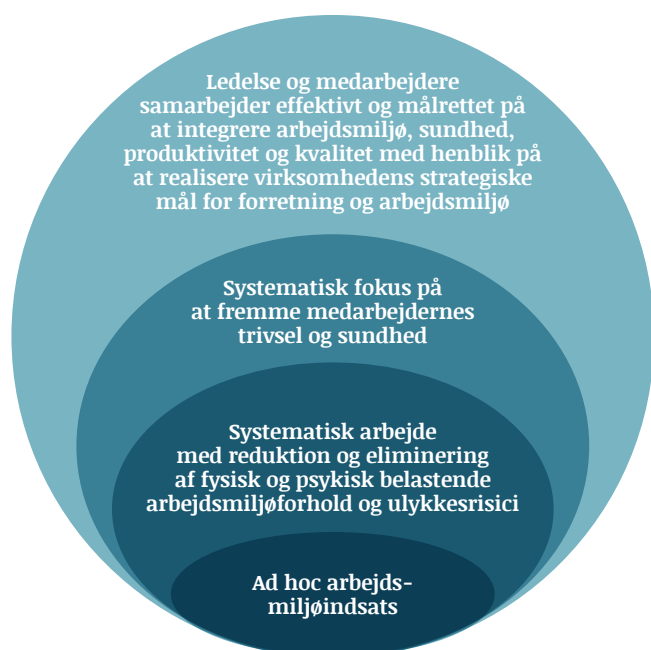 Ledelse og medarbejdere
samarbejder effektivt og målrettet på
at integrere arbejdsmiljø, sundhed,
produktivitet og kvalitet med henblik på
at realisere virksomhedens strategiske
mål for forretning og arbejdsmiljø
Systematisk fokus på
at fremme medarbejdernes
trivsel og sundhed
Systematisk arbejde
med reduktion og eliminering
af fysisk og psykisk belastende
arbejdsmiljøforhold og ulykkesrisici
Ad hoc arbejds-
miljøindsats